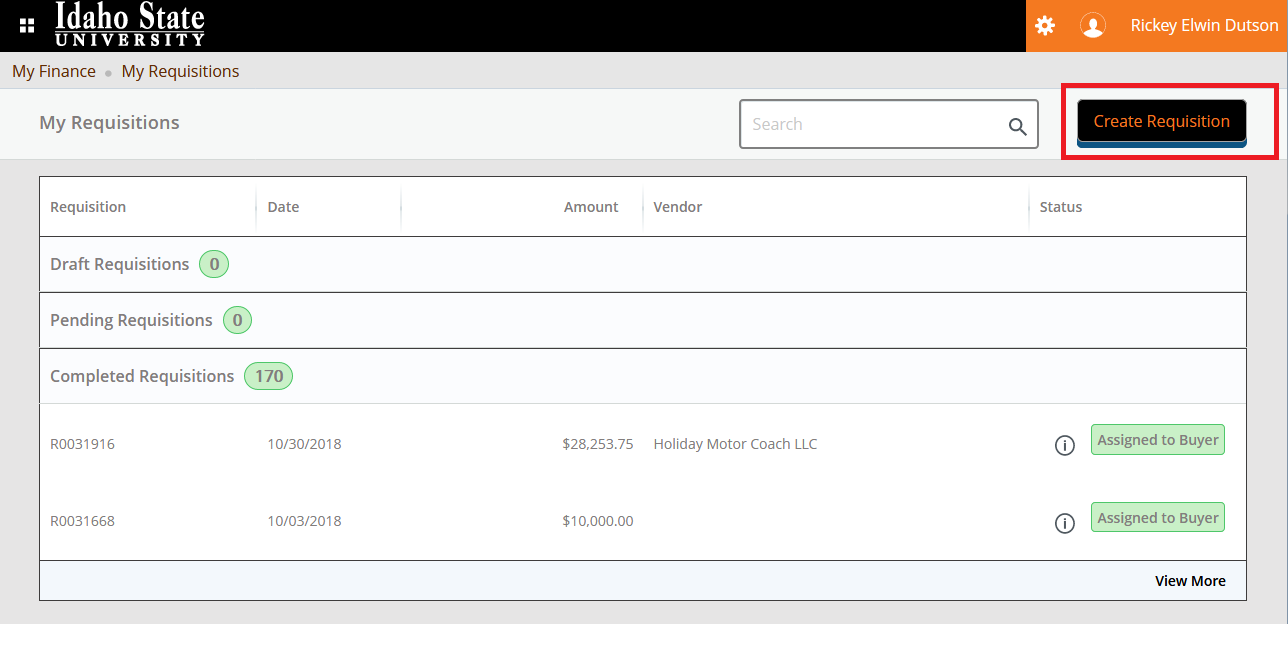 Idaho State
UNIVERSITY
Rickey Elwin Dutson
My Finance My Requisitions
My Requisitions
Search
Create Requisition
Requisition Date Amount Vendor Status
Draft Requisitions 0
Pending Requisitions 0
Completed Requisitions 170
R0031916 10/30/2018 $28,253.75 Holiday Motor Coach LLC Assigned to Buyer
R0031668 10/03/2018 $10,000.00 Assigned to Buyer
View More